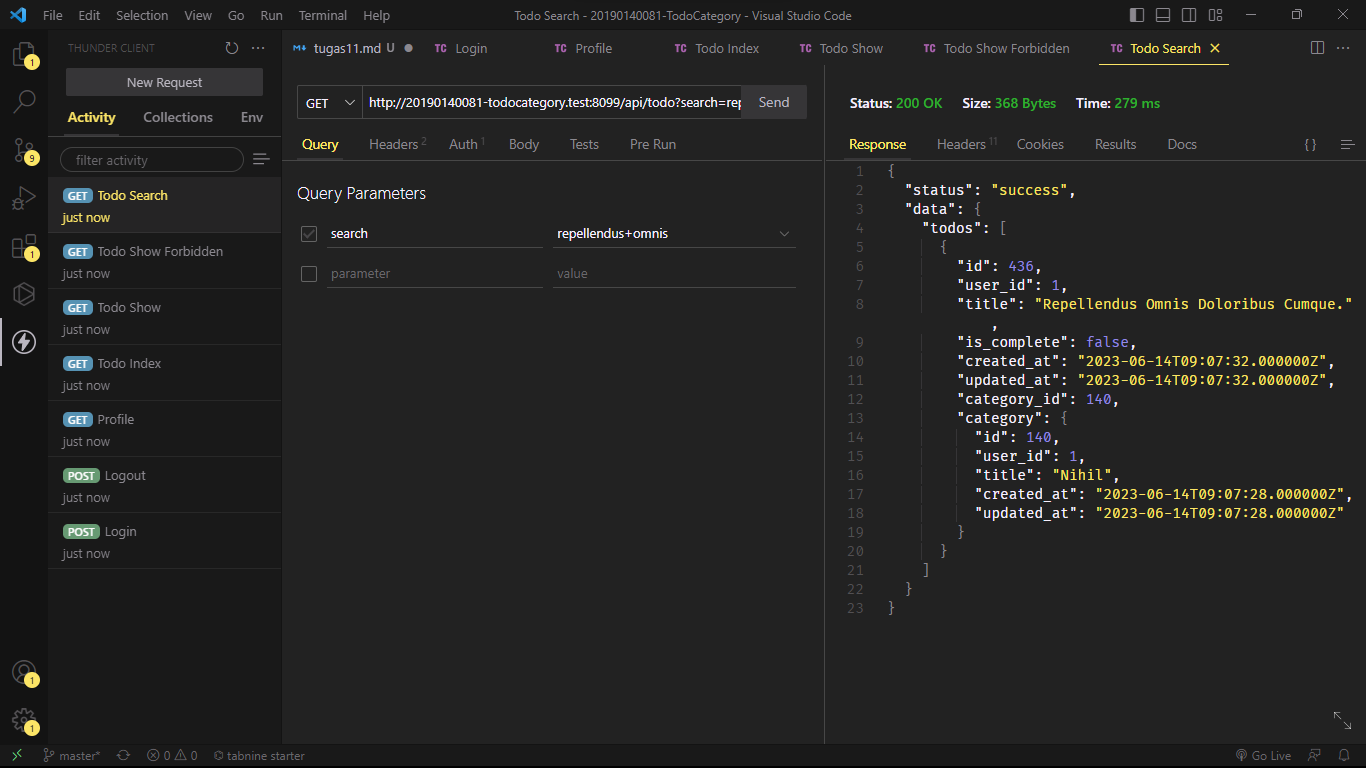 File Edit Selection View Go Run Terminal Help Todo Search - 20190140081-TodoCategory - Visual Studio Code
THUNDER CLIENT
New Request
Activity Collections Env
filter activity
GET Todo Search
just now
GET Todo Show Forbidden
just now
GET Todo Show
just now
GET Todo Index
just now
GET Profile
just now
POST Logout
just now
POST Login
just now
1
9
1
1
1
tugas11.md U TC Login TC Profile TC Todo Index TC Todo Show TC Todo Show Forbidden TC Todo Search
GET http://20190140081-todocategory.test:8099/api/todo?search=rep Send
Query Headers 2 Auth 1 Body Tests Pre Run
Query Parameters
search repellendus+omnis
parameter value
Status: 200 OK Size: 368 Bytes Time: 279 ms
Response Headers 11 Cookies Results Docs { }
1 {
2 "status": "success",
3 "data": {
4 "todos": [
5 {
6 "id": 436,
7 "user_id": 1,
8 "title": "Repellendus Omnis Doloribus Cumque."
,
9 "is_complete": false,
10 "created_at": "2023-06-14T09:07:32.000000Z",
11 "updated_at": "2023-06-14T09:07:32.000000Z",
12 "category_id": 140,
13 "category": {
14 "id": 140,
15 "user_id": 1,
16 "title": "Nihil",
17 "created_at": "2023-06-14T09:07:28.000000Z",
18 "updated_at": "2023-06-14T09:07:28.000000Z"
19 }
20 }
21 ]
22 }
23 }
master* 0 0 tabnine starter Go Live